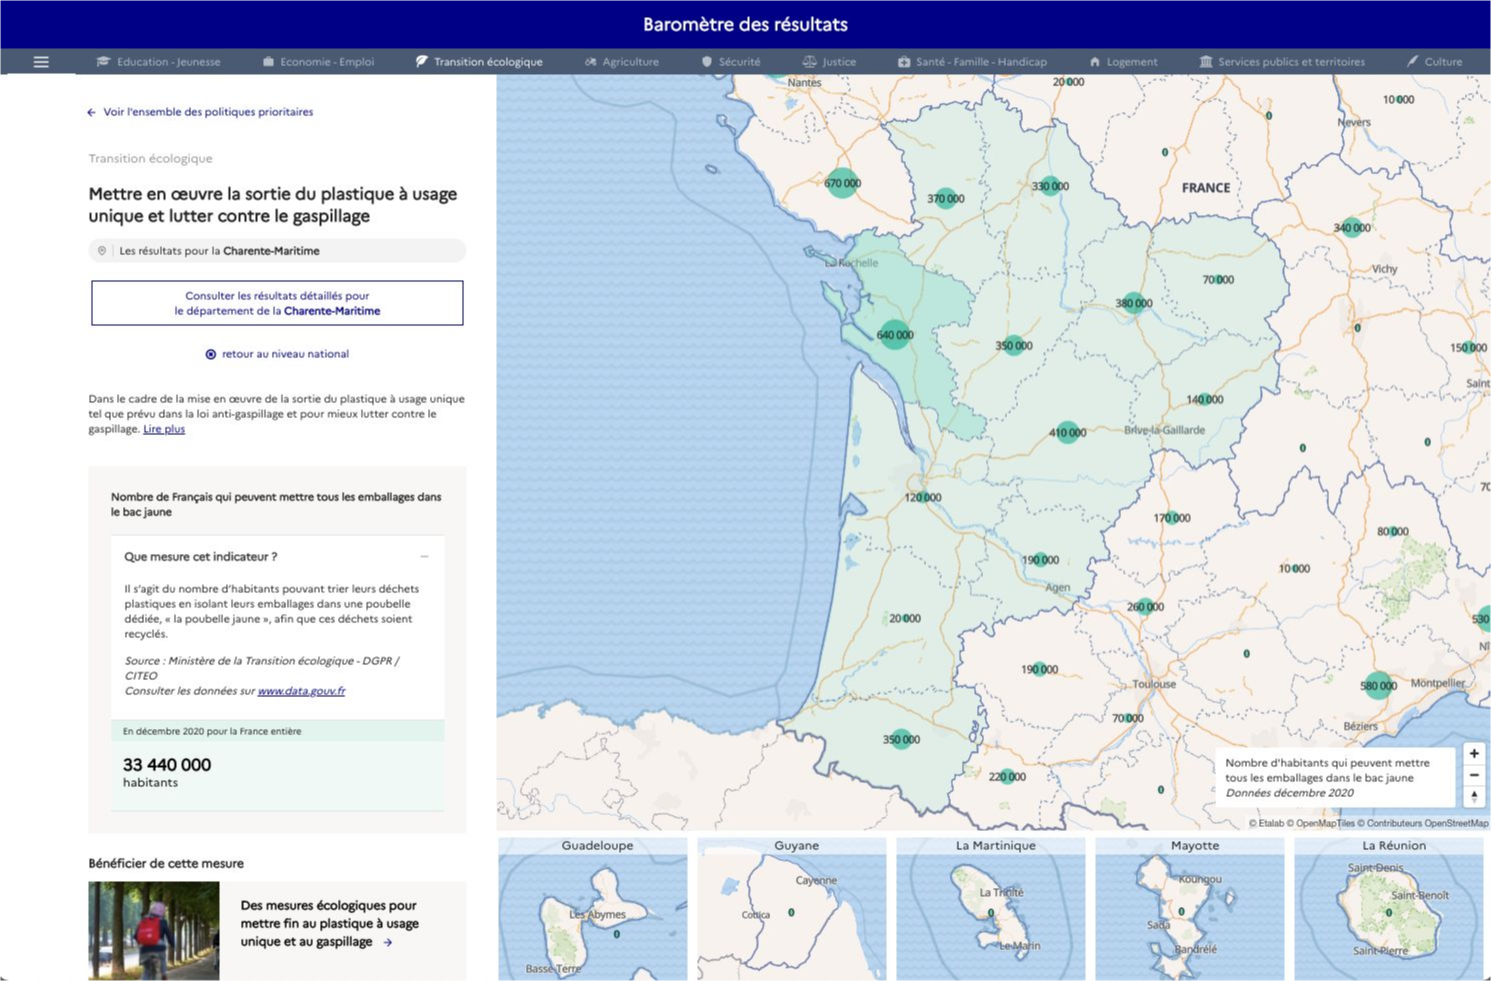 Baromètre des résultats
Education - Jeunesse
Economie - Emploi
Transition écologique
Agriculture
Sécurité
Justice
Santé - Famille - Handicap
Logement
Services publics et territoires
Culture
Voir l'ensemble des politiques prioritaires
Transition écologique
Mettre en œuvre la sortie du plastique à usage
unique et lutter contre le gaspillage
Les résultats pour la Charente-Maritime
Consulter les résultats détaillés pour
le département de la Charente-Maritime
retour au niveau national
Dans le cadre de la mise en œuvre de la sortie du plastique à usage unique
tel que prévu dans la loi anti-gaspillage et pour mieux lutter contre le
gaspillage. Lire plus
Nombre de Français qui peuvent mettre tous les emballages dans
le bac jaune
Que mesure cet indicateur ?
Il s'agit du nombre d'habitants pouvant trier leurs déchets
plastiques en isolant leurs emballages dans une poubelle
dédiée, « la poubelle jaune », afin que ces déchets soient
recyclés.
Source : Ministère de la Transition écologique - DGPR /
CITEO
Consulter les données sur www.data.gouv.fr
En décembre 2020 pour la France entière
33 440 000
habitants
Bénéficier de cette mesure
Des mesures écologiques pour
mettre fin au plastique à usage
unique et au gaspillage
Nantes
20 000
10 000
0
Nevers
0
670 000
370 000
330 000
FRANCE
340 000
La Rochelle
Vichy
70 000
380 000
640 000
350 000
0
150 000
Saint
140 000
410 000
Brive-la-Gaillarde
0
0
120 000
70
170 000
80 000
190 000
10 000
Agen
260 000
20 000
530
0
190 000
Toulouse
580 000
Montpellier
70 000
Béziers
350 000
220 000
0
Nombre d'habitants qui peuvent mettre
tous les emballages dans le bac jaune
Données décembre 2020
© Etalab © OpenMapTiles © Contributeurs OpenStreetMap
Guadeloupe
Les Abymes
0
Basse-Terre
Guyane
Cayenne
Cottica
0
La Martinique
La Trinité
0
Le Marin
Mayotte
Koungou
0
Sada
Bandrélé
La Réunion
Saint-Denis
Saint-Benoît
0
Saint-Pierre